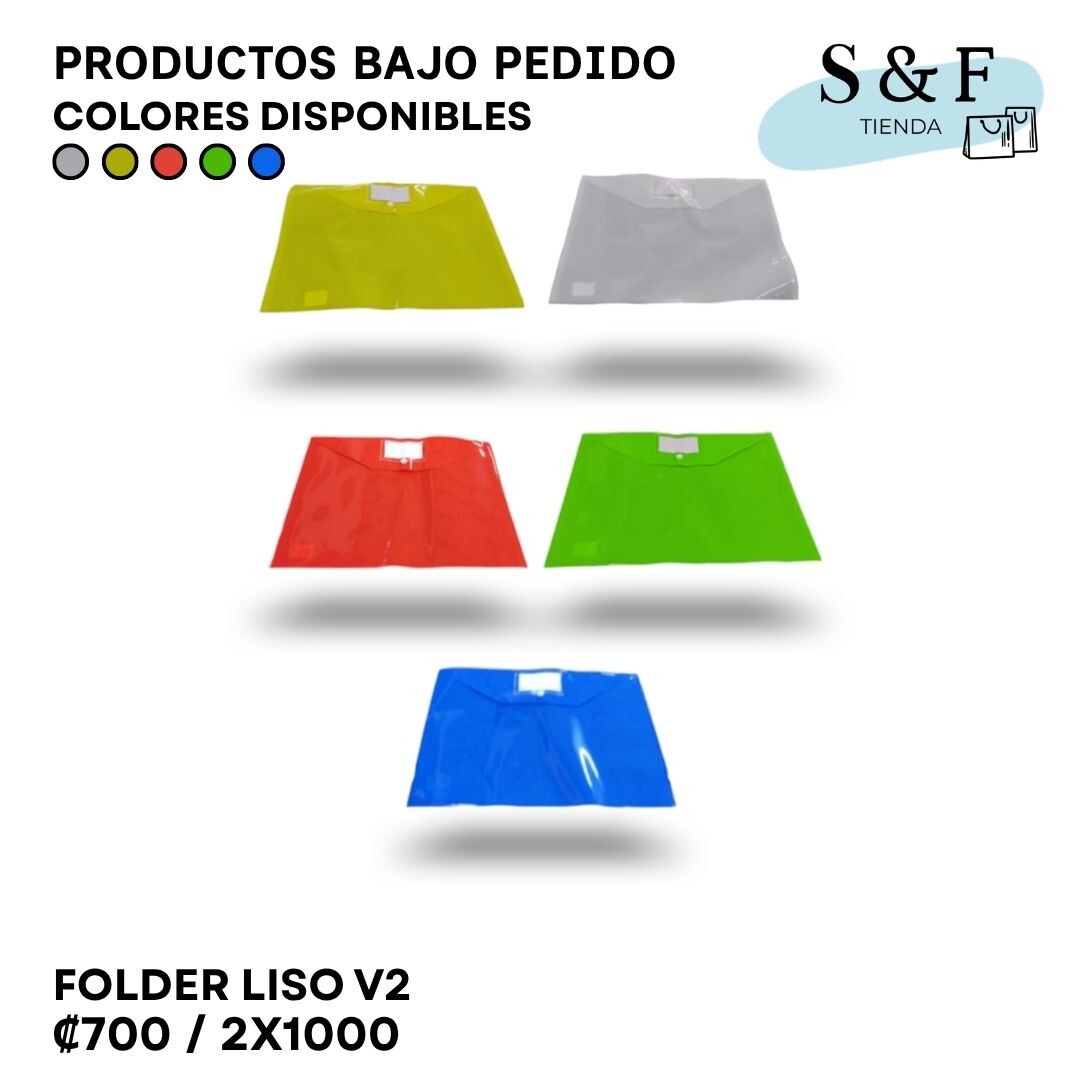 PRODUCTOS BAJO PEDIDO
COLORES DISPONIBLES
S & F
TIENDA
FOLDER LISO V2
₡700 / 2X1000